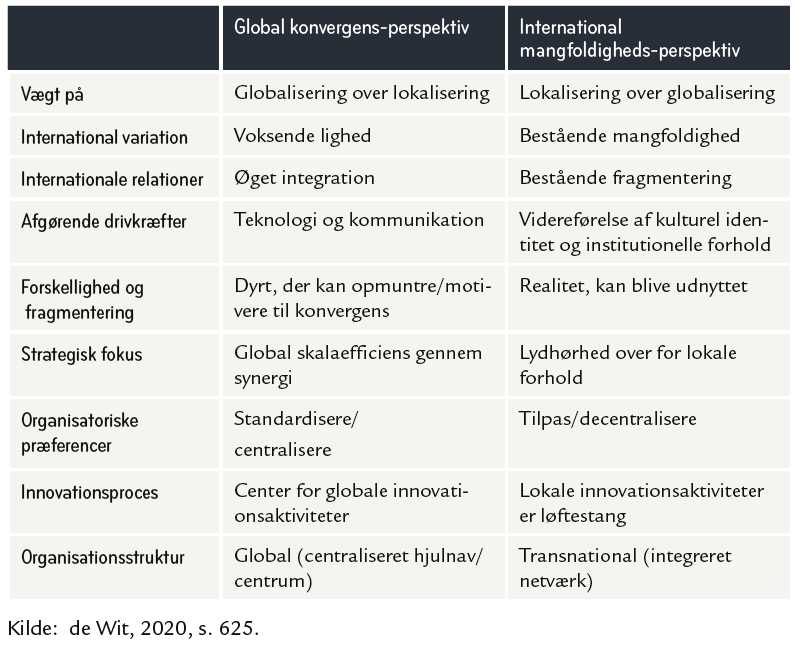 Global konvergens-perspektiv
International
mangfoldigheds-perspektiv
Vægt på
Globalisering over lokalisering
Lokalisering over globalisering
International variation
Voksende lighed
Bestående mangfoldighed
Internationale relationer
Øget integration
Bestående fragmentering
Afgørende drivkræfter
Teknologi og kommunikation
Videreførelse af kulturel iden-
titet og institutionelle forhold
Forskellighed og
fragmentering
Dyrt, der kan opmuntre/moti-
vere til konvergens
Realitet, kan blive udnyttet
Strategisk fokus
Global skalaefficiens gennem
synergi
Lydhørhed over for lokale
forhold
Organisatoriske
præferencer
Standardisere/
centralisere
Tilpas/decentralisere
Innovationsproces
Center for globale innovati-
onsaktiviteter
Lokale innovationsaktiviteter
er løftestang
Organisationsstruktur
Global (centraliseret hjulnav/
centrum)
Transnational (integreret
netværk)
Kilde: de Wit, 2020, s. 625.